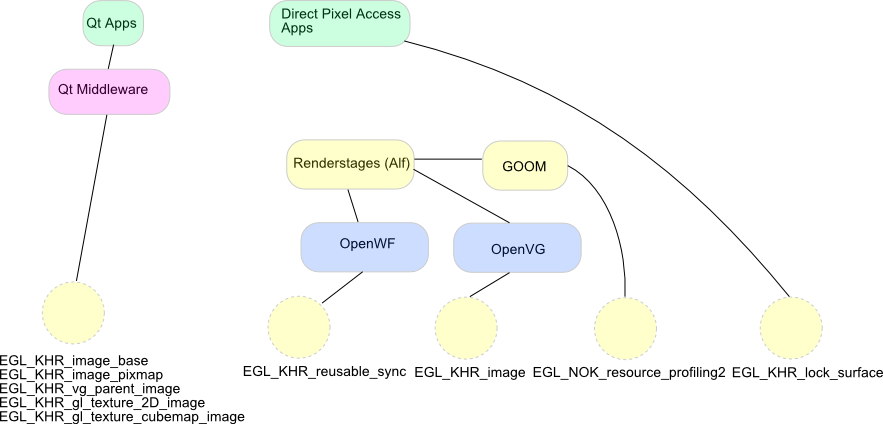 Qt Apps
Direct Pixel Access
Apps
Qt Middleware
Renderstages (Alf)
GOOM
OpenWF
OpenVG
EGL_KHR_image_base
EGL_KHR_image_pixmap
EGL_KHR_vg_parent_image
EGL_KHR_gl_texture_2D_image
EGL_KHR_gl_texture_cubemap_image
EGL_KHR_reusable_sync
EGL_KHR_image
EGL_NOK_resource_profiling2
EGL_KHR_lock_surface